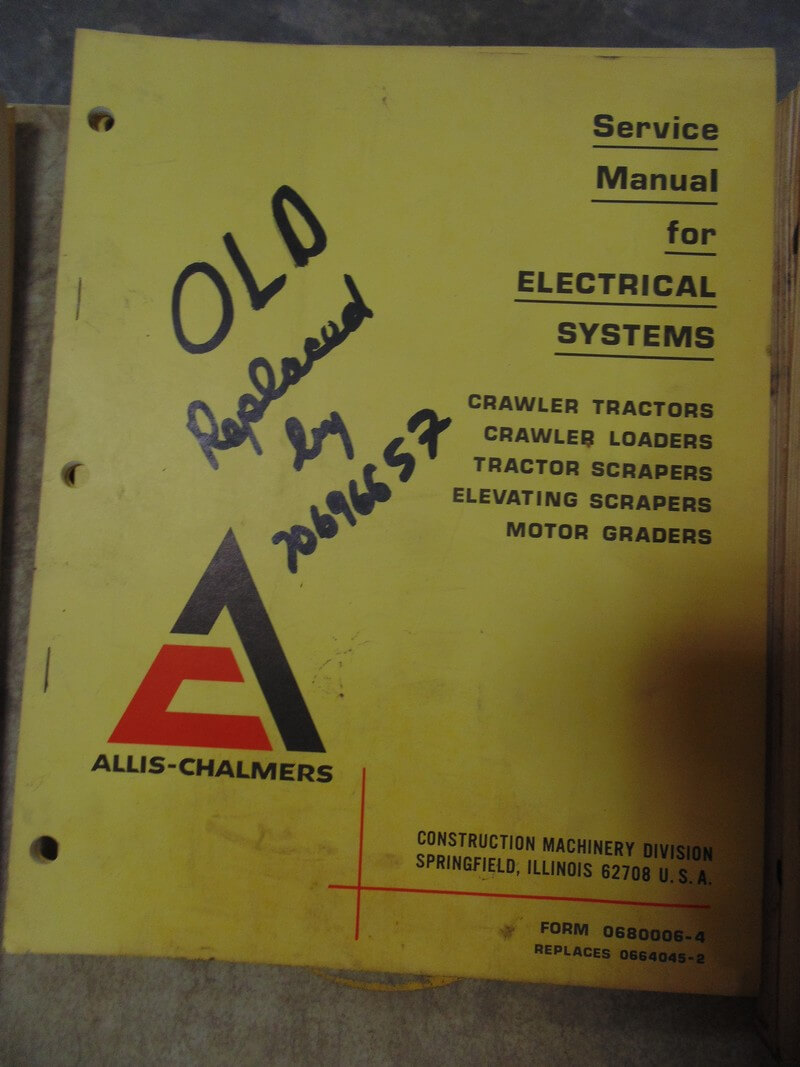 Service
Manual
for
ELECTRICAL
SYSTEMS
CRAWLER TRACTORS
CRAWLER LOADERS
TRACTOR SCRAPERS
ELEVATING SCRAPERS
MOTOR GRADERS
OLD
Replaced
by
70696657
ALLIS-CHALMERS
CONSTRUCTION MACHINERY DIVISION
SPRINGFIELD, ILLINOIS 62708 U.S.A.
FORM 0680006-4
REPLACES 0664045-2